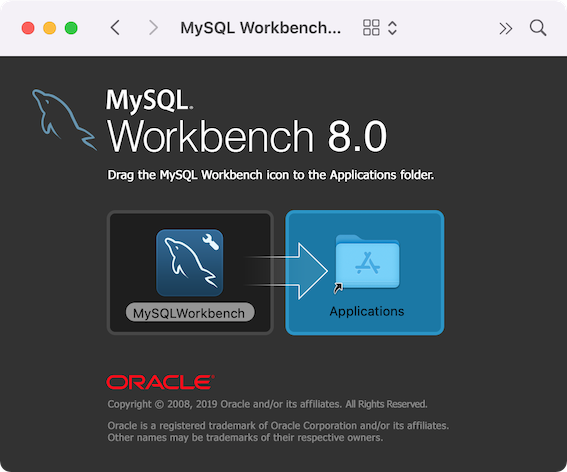 MySQL Workbench...
MySQL®
Workbench 8.0
Drag the MySQL Workbench icon to the Applications folder.
MySQLWorkbench
Applications
ORACLE®
Copyright © 2008, 2019 Oracle and/or its affiliates. All Rights Reserved.
Oracle is a registered trademark of Oracle Corporation and/or its affiliates.
Other names may be trademarks of their respective owners.